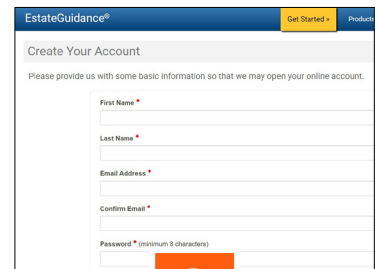 EstateGuidance®
Get Started »
Products
Create Your Account
Please provide us with some basic information so that we may open your online account.
First Name *
Last Name *
Email Address *
Confirm Email *
Password * (minimum 8 characters)